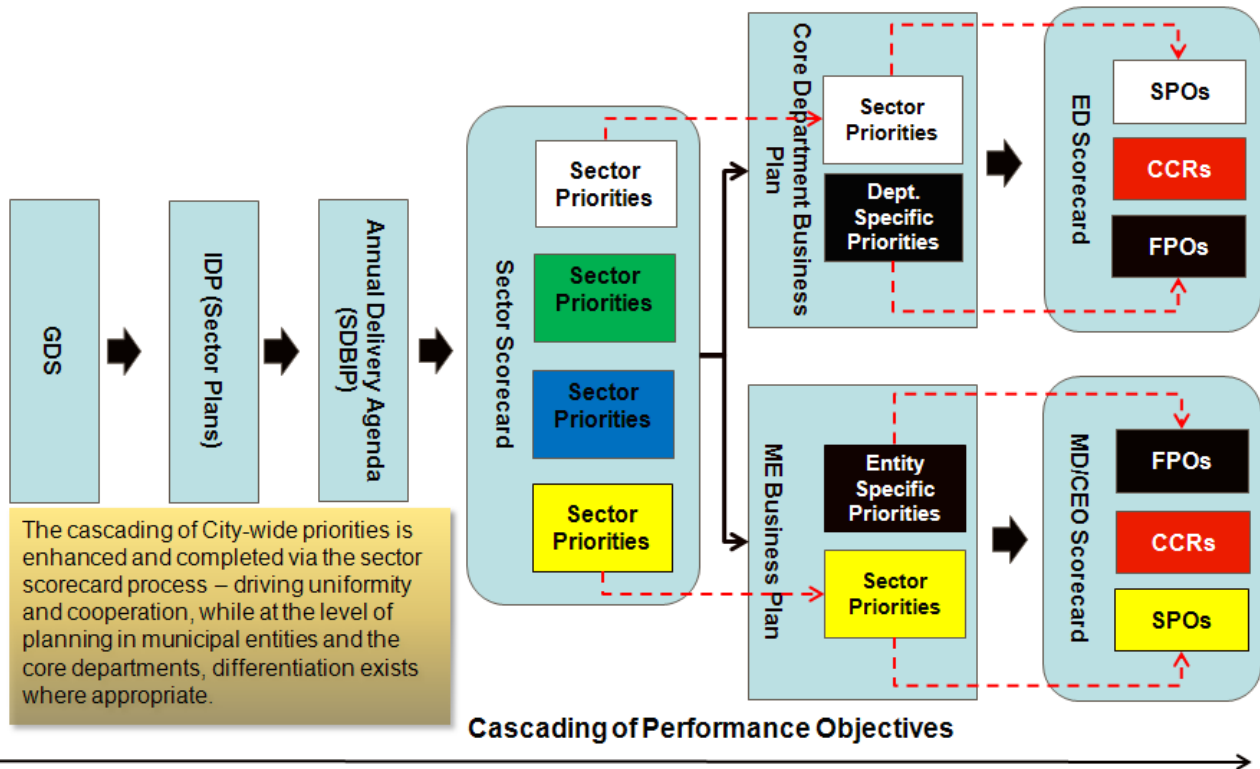 GDS
IDP (Sector Plans)
Annual Delivery Agenda
(SDBIP)
Sector Scorecard
Sector
Priorities
Sector
Priorities
Sector
Priorities
Sector
Priorities
Core Department Business
Plan
Sector
Priorities
Dept.
Specific
Priorities
ED Scorecard
SPOs
CCRs
FPOs
ME Business Plan
Entity
Specific
Priorities
Sector
Priorities
MD/CEO Scorecard
FPOs
CCRs
SPOs
The cascading of City-wide priorities is
enhanced and completed via the sector
scorecard process – driving uniformity
and cooperation, while at the level of
planning in municipal entities and the
core departments, differentiation exists
where appropriate.
Cascading of Performance Objectives